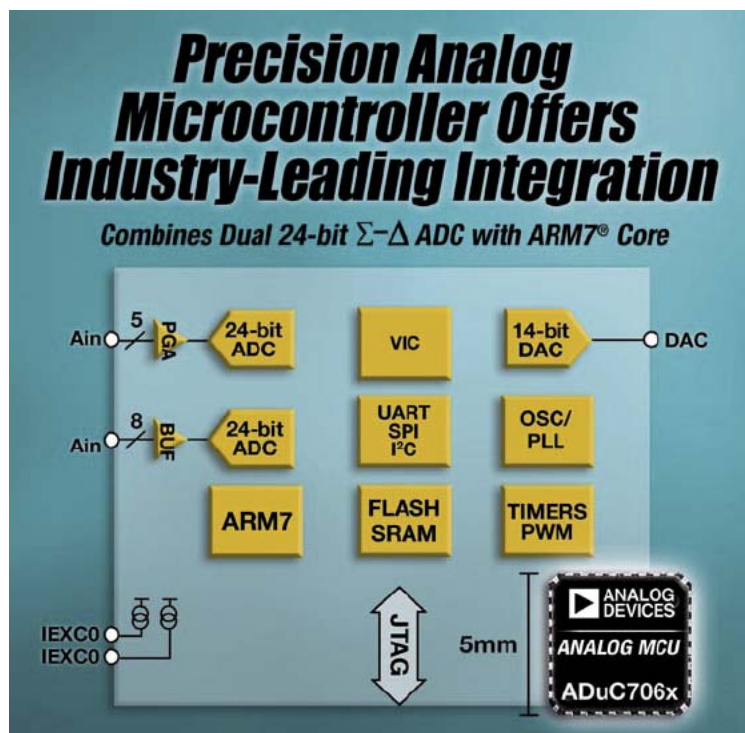 Precision Analog
Microcontroller Offers
Industry-Leading Integration
Combines Dual 24-bit Σ-Δ ADC with ARM7® Core
Ain
5
PGA
24-bit
ADC
VIC
14-bit
DAC
DAC
Ain
8
BUF
24-bit
ADC
UART
SPI
I²C
OSC/
PLL
ARM7
FLASH
SRAM
TIMERS
PWM
IEXC0
IEXC0
JTAG
5mm
ANALOG
DEVICES
ANALOG MCU
ADuC706x